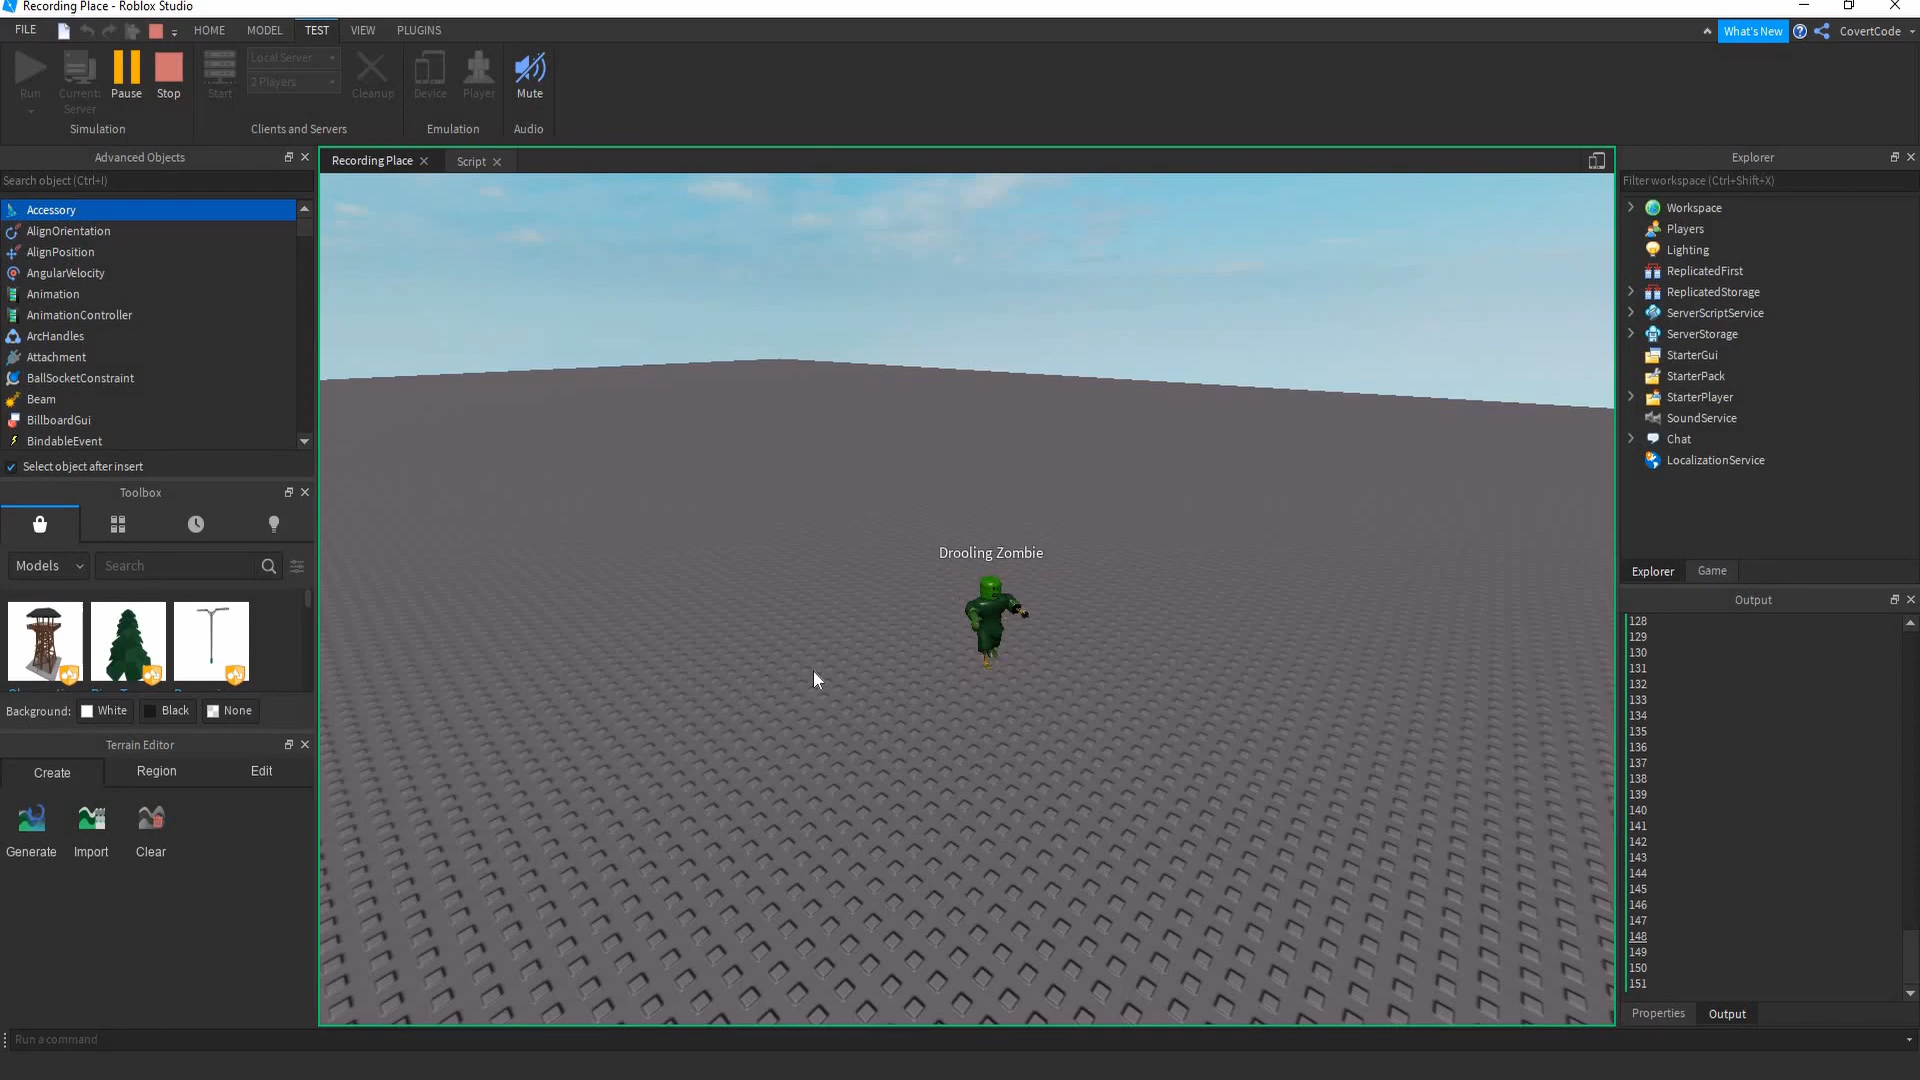 Recording Place - Roblox Studio
FILE
HOME
MODEL
TEST
VIEW
PLUGINS
What's New
CovertCode
Run
Current:
Server
Pause
Stop
Simulation
Start
Local Server
2 Players
Cleanup
Clients and Servers
Device
Player
Emulation
Mute
Audio
Advanced Objects
Search object (Ctrl+I)
Accessory
AlignOrientation
AlignPosition
AngularVelocity
Animation
AnimationController
ArcHandles
Attachment
BallSocketConstraint
Beam
BillboardGui
BindableEvent
Select object after insert
Toolbox
Models
Search
Background:
White
Black
None
Terrain Editor
Create
Region
Edit
Generate
Import
Clear
Recording Place
Script
Drooling Zombie
Explorer
Filter workspace (Ctrl+Shift+X)
Workspace
Players
Lighting
ReplicatedFirst
ReplicatedStorage
ServerScriptService
ServerStorage
StarterGui
StarterPack
StarterPlayer
SoundService
Chat
LocalizationService
Explorer
Game
Output
128
129
130
131
132
133
134
135
136
137
138
139
140
141
142
143
144
145
146
147
148
149
150
151
Properties
Output
Run a command